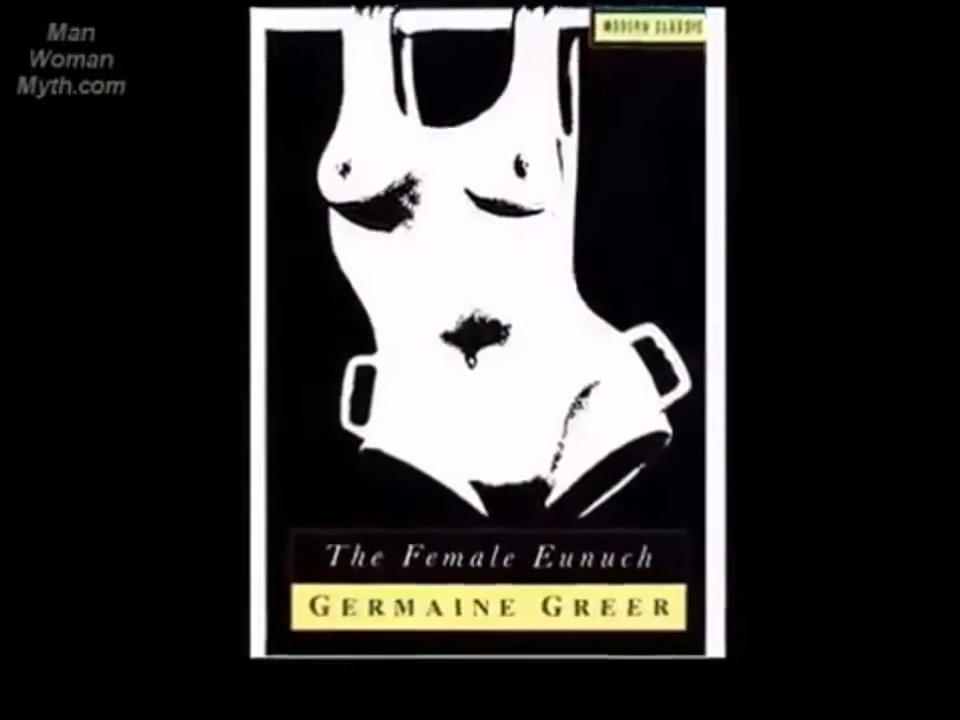 Man
Woman
Myth.com
MODERN CLASSIC
The Female Eunuch
GERMAINE GREER